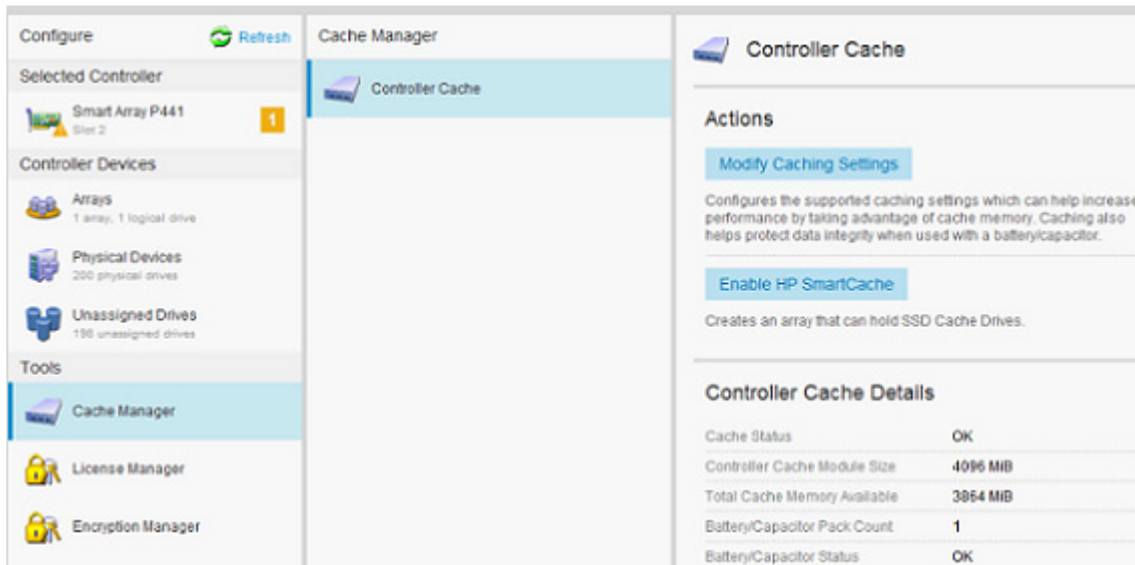 Configure
Refresh
Selected Controller
Smart Array P441
Slot 2
1
Controller Devices
Arrays
1 array, 1 logical drive
Physical Devices
200 physical drives
Unassigned Drives
196 unassigned drives
Tools
Cache Manager
License Manager
Encryption Manager
Cache Manager
Controller Cache
Controller Cache
Actions
Modify Caching Settings
Configures the supported caching settings which can help increase
performance by taking advantage of cache memory. Caching also
helps protect data integrity when used with a battery/capacitor.
Enable HP SmartCache
Creates an array that can hold SSD Cache Drives.
Controller Cache Details
Cache Status OK
Controller Cache Module Size 4096 MiB
Total Cache Memory Available 3864 MiB
Battery/Capacitor Pack Count 1
Battery/Capacitor Status OK